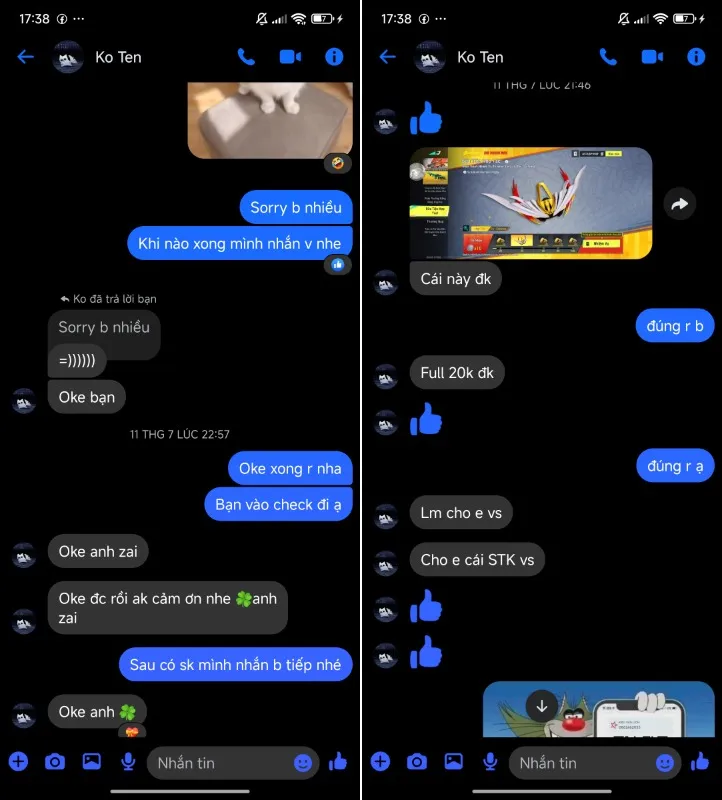 17:38
7
Ko Ten
Sorry b nhiều
Khi nào xong mình nhắn v nhe
Ko đã trả lời bạn
Sorry b nhiều
=))))))
Oke bạn
11 THG 7 LÚC 22:57
Oke xong r nha
Bạn vào check đi ạ
Oke anh zai
Oke đc rồi ak cảm ơn nhe 🍀anh
zai
Sau có sk mình nhắn b tiếp nhé
Oke anh 🍀
Nhắn tin
17:38
7
Ko Ten
11 THG 7 LÚC 21:46
Cái này đk
đúng r b
Full 20k đk
đúng r ạ
Lm cho e vs
Cho e cái STK vs
Nhắn tin